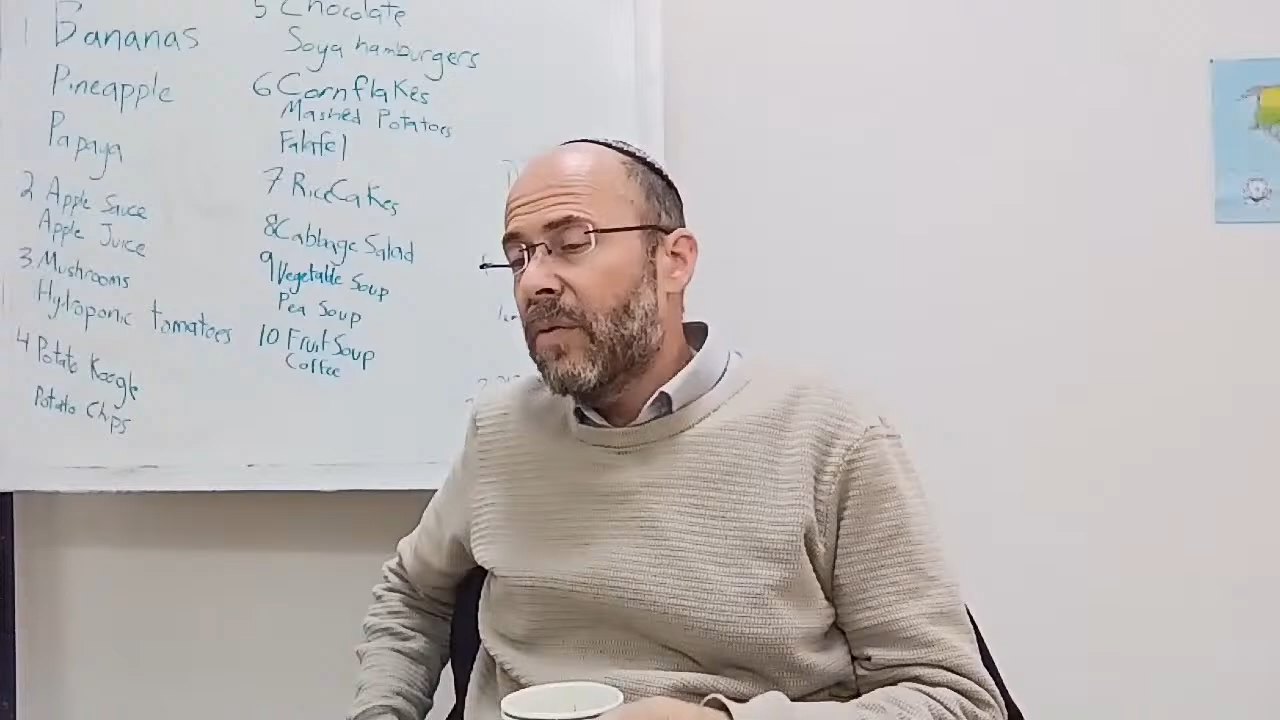 1 Bananas
Pineapple
Papaya
2 Apple Sauce
Apple Juice
3. Mushrooms
Hydroponic tomatoes
4 Potato Koogle
Potato Chips
5 Chocolate
Soya hamburgers
6 Cornflakes
Mashed Potatoes
Falafel
7 RiceCakes
8 Cabbage Salad
9 Vegetable Soup
Pea Soup
10 Fruit Soup
Coffee